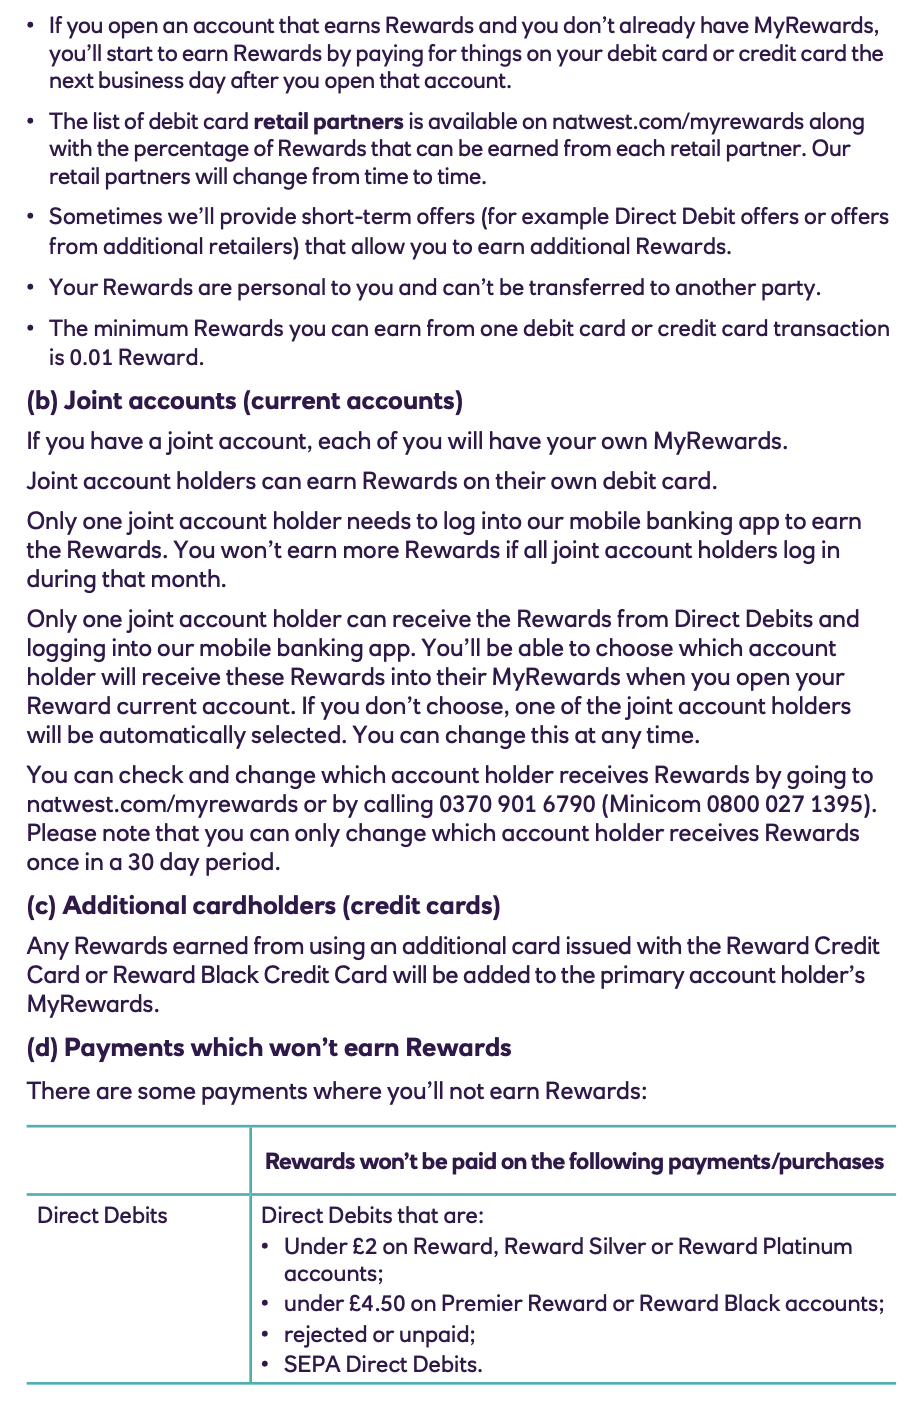 • If you open an account that earns Rewards and you don’t already have MyRewards,
you’ll start to earn Rewards by paying for things on your debit card or credit card the
next business day after you open that account.
• The list of debit card retail partners is available on natwest.com/myrewards along
with the percentage of Rewards that can be earned from each retail partner. Our
retail partners will change from time to time.
• Sometimes we’ll provide short-term offers (for example Direct Debit offers or offers
from additional retailers) that allow you to earn additional Rewards.
• Your Rewards are personal to you and can’t be transferred to another party.
• The minimum Rewards you can earn from one debit card or credit card transaction
is 0.01 Reward.
(b) Joint accounts (current accounts)
If you have a joint account, each of you will have your own MyRewards.
Joint account holders can earn Rewards on their own debit card.
Only one joint account holder needs to log into our mobile banking app to earn
the Rewards. You won’t earn more Rewards if all joint account holders log in
during that month.
Only one joint account holder can receive the Rewards from Direct Debits and
logging into our mobile banking app. You’ll be able to choose which account
holder will receive these Rewards into their MyRewards when you open your
Reward current account. If you don’t choose, one of the joint account holders
will be automatically selected. You can change this at any time.
You can check and change which account holder receives Rewards by going to
natwest.com/myrewards or by calling 0370 901 6790 (Minicom 0800 027 1395).
Please note that you can only change which account holder receives Rewards
once in a 30 day period.
(c) Additional cardholders (credit cards)
Any Rewards earned from using an additional card issued with the Reward Credit
Card or Reward Black Credit Card will be added to the primary account holder’s
MyRewards.
(d) Payments which won’t earn Rewards
There are some payments where you’ll not earn Rewards:
Rewards won’t be paid on the following payments/purchases
Direct Debits
Direct Debits that are:
• Under £2 on Reward, Reward Silver or Reward Platinum
accounts;
• under £4.50 on Premier Reward or Reward Black accounts;
• rejected or unpaid;
• SEPA Direct Debits.